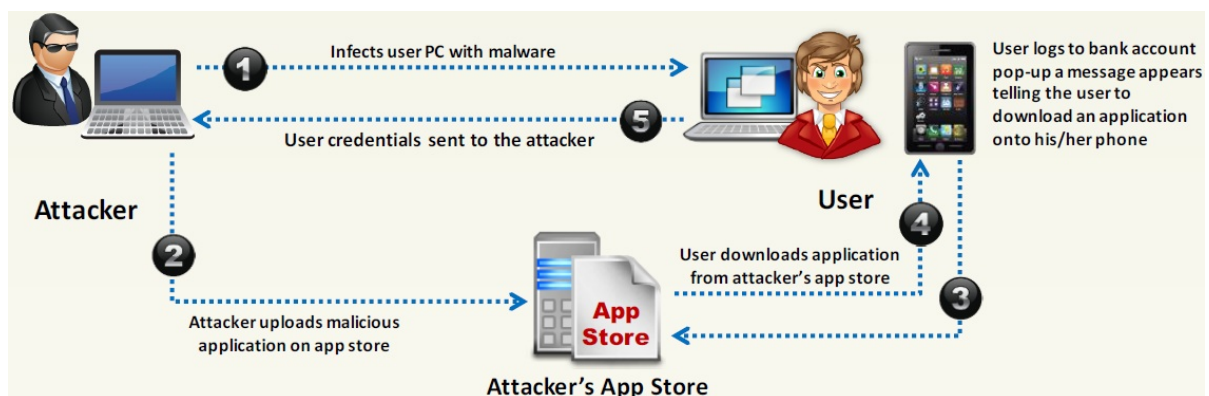 1
Infects user PC with malware
User logs to bank account
pop-up a message appears
telling the user to
download an application
onto his/her phone
5
User credentials sent to the attacker
Attacker
User
2
4
User downloads application
from attacker's app store
3
Attacker uploads malicious
application on app store
App
Store
Attacker's App Store